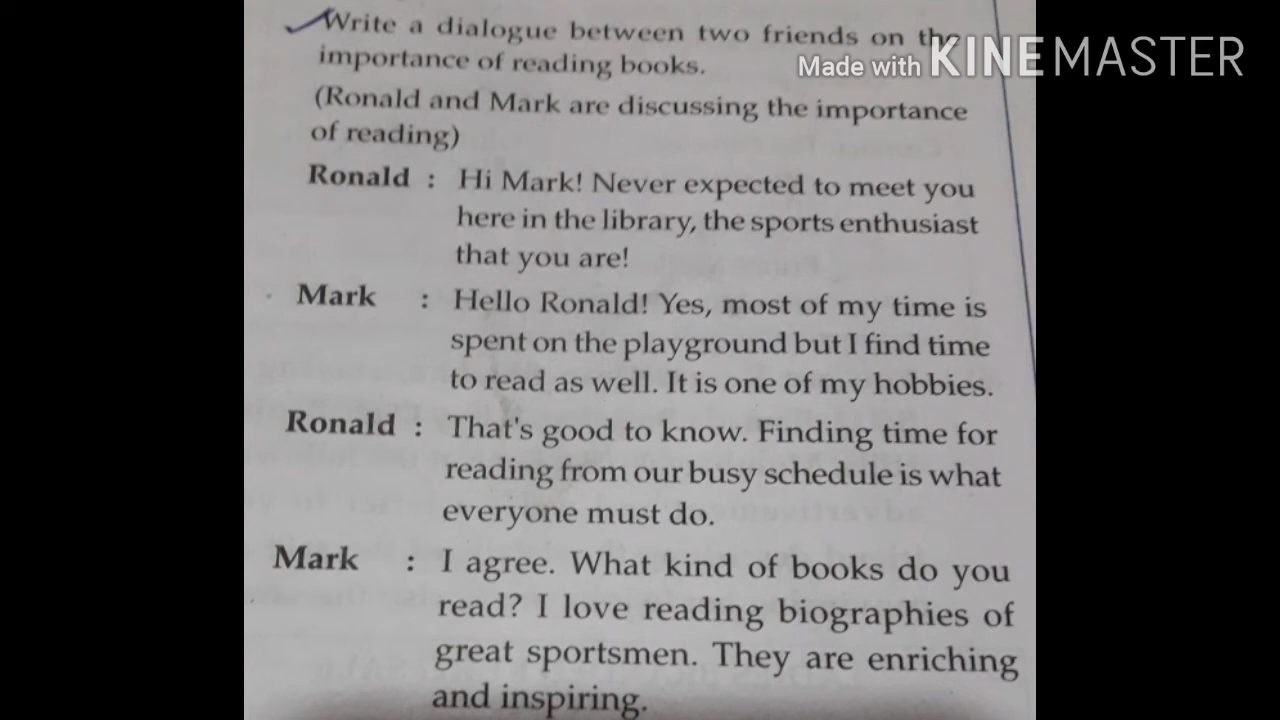 Write a dialogue between two friends on the
importance of reading books.
Made with KINEMASTER
(Ronald and Mark are discussing the importance
of reading)
Ronald : Hi Mark! Never expected to meet you
here in the library, the sports enthusiast
that you are!
Mark : Hello Ronald! Yes, most of my time is
spent on the playground but I find time
to read as well. It is one of my hobbies.
Ronald : That's good to know. Finding time for
reading from our busy schedule is what
everyone must do.
Mark : I agree. What kind of books do you
read? I love reading biographies of
great sportsmen. They are enriching
and inspiring.